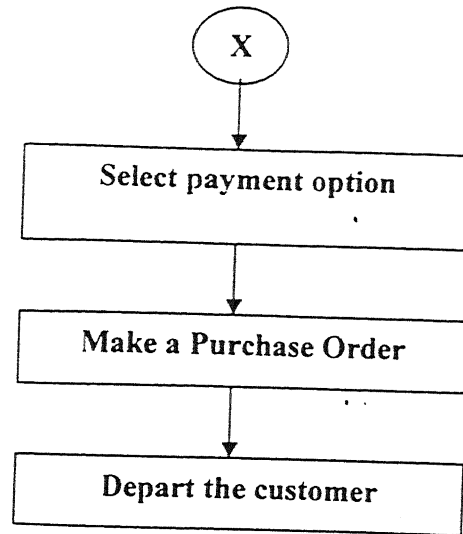 X
Select payment option
Make a Purchase Order
Depart the customer